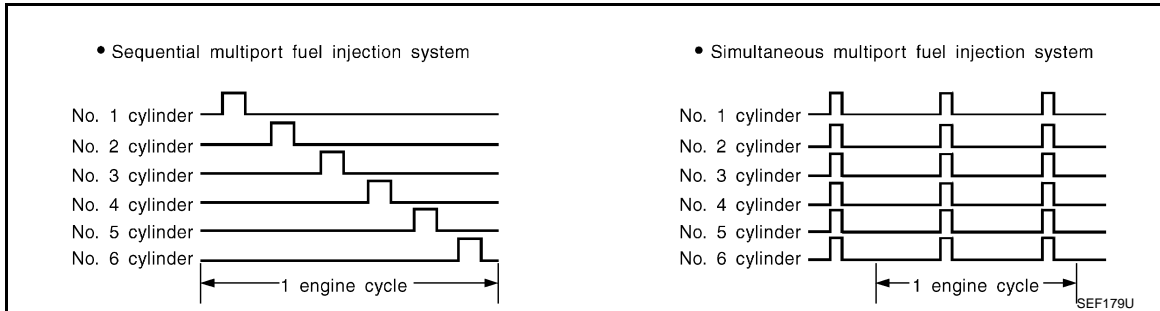 • Sequential multiport fuel injection system
No. 1 cylinder
No. 2 cylinder
No. 3 cylinder
No. 4 cylinder
No. 5 cylinder
No. 6 cylinder
1 engine cycle
• Simultaneous multiport fuel injection system
No. 1 cylinder
No. 2 cylinder
No. 3 cylinder
No. 4 cylinder
No. 5 cylinder
No. 6 cylinder
1 engine cycle
SEF179U